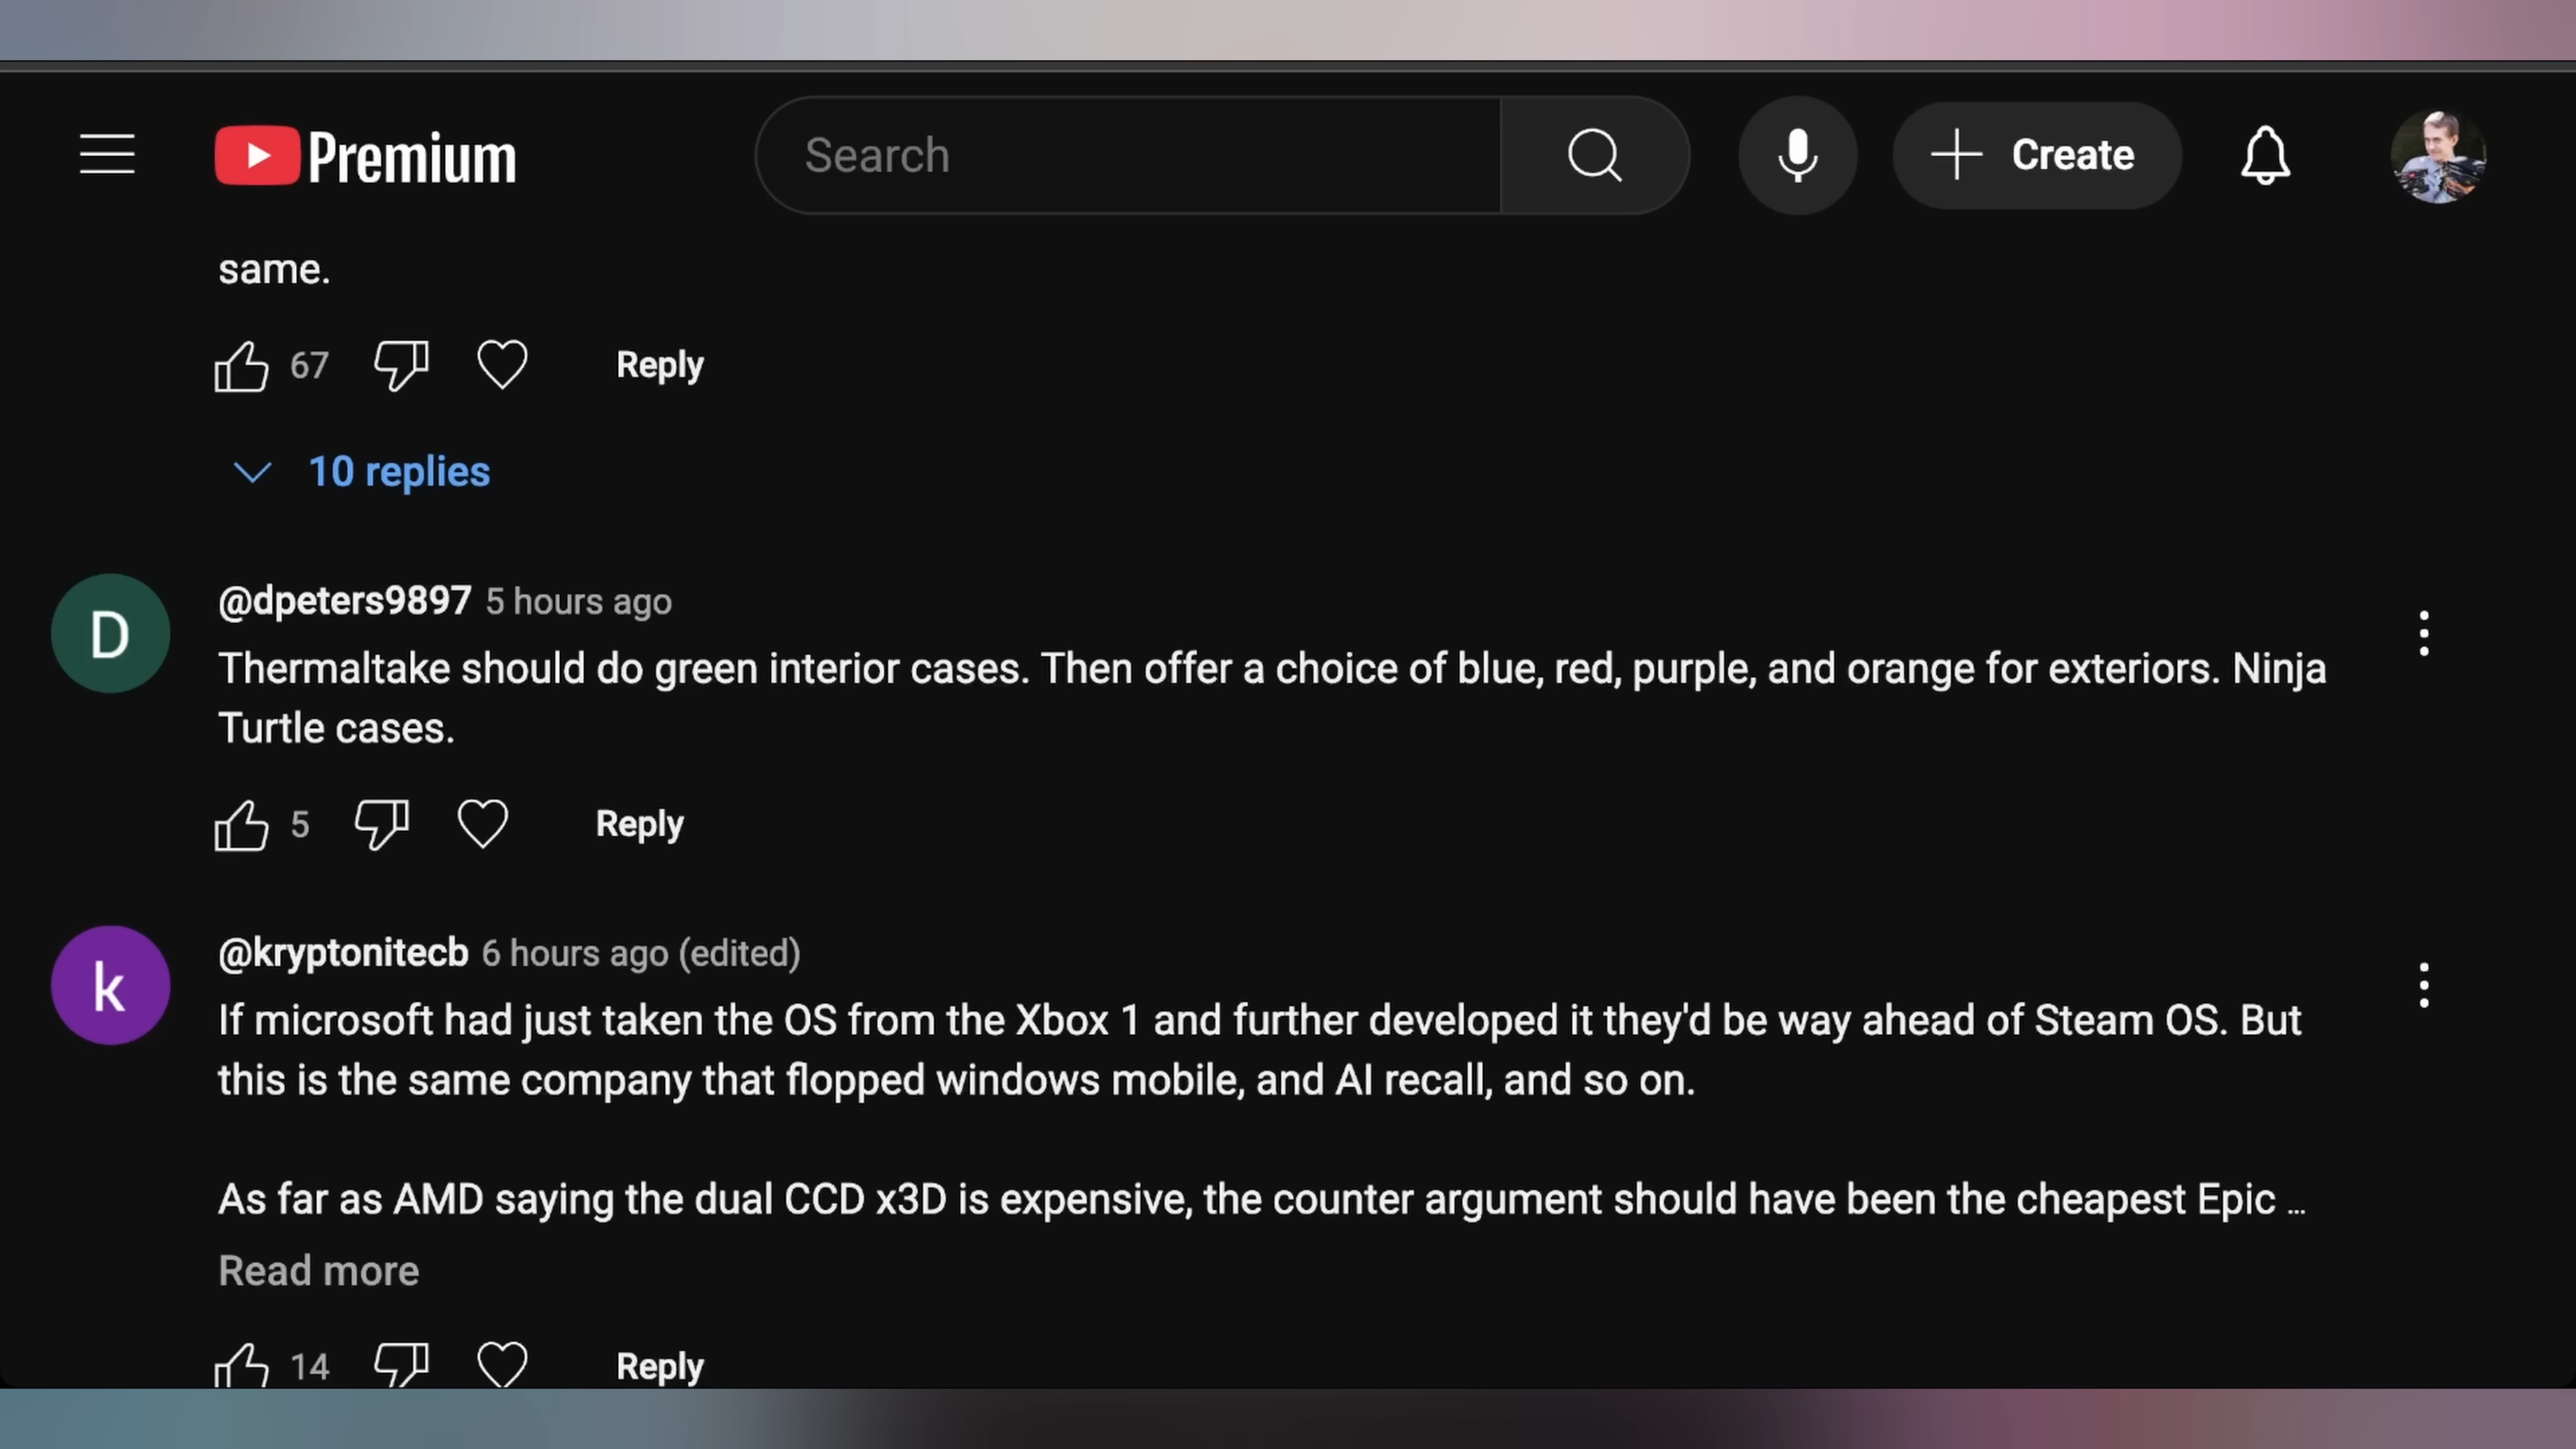 Premium
Search
Create
same.
67
Reply
10 replies
D
@dpeters9897 5 hours ago
Thermaltake should do green interior cases. Then offer a choice of blue, red, purple, and orange for exteriors. Ninja
Turtle cases.
5
Reply
k
@kryptonitecb 6 hours ago (edited)
If microsoft had just taken the OS from the Xbox 1 and further developed it they'd be way ahead of Steam OS. But
this is the same company that flopped windows mobile, and AI recall, and so on.
As far as AMD saying the dual CCD x3D is expensive, the counter argument should have been the cheapest Epic ...
Read more
14
Reply